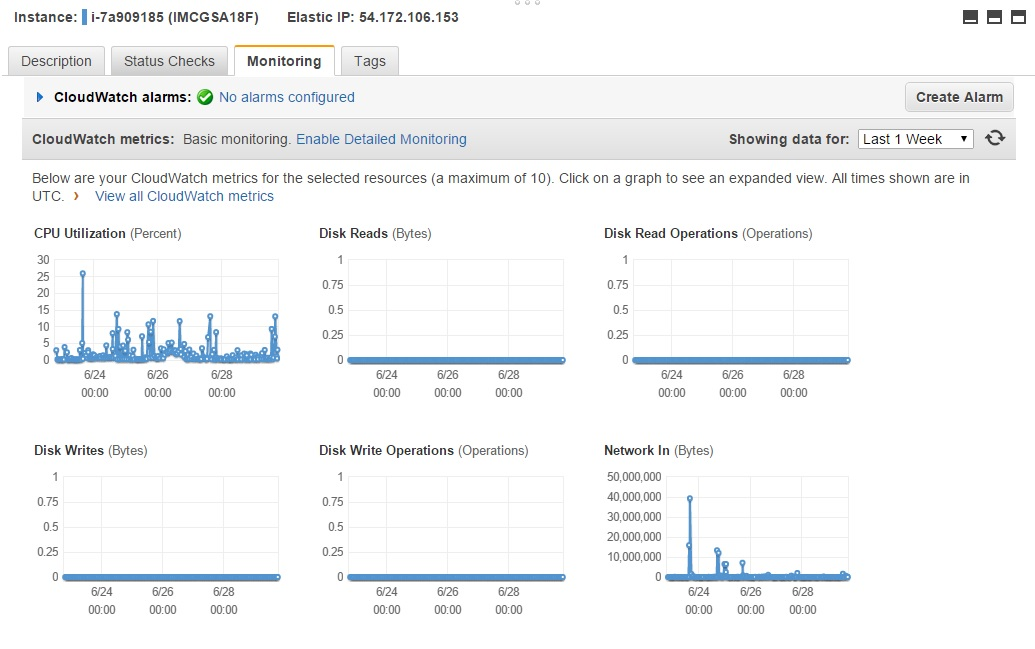 Instance: i-7a909185 (IMCGSA18F) Elastic IP: 54.172.106.153
Description Status Checks Monitoring Tags
CloudWatch alarms: No alarms configured Create Alarm
CloudWatch metrics: Basic monitoring. Enable Detailed Monitoring Showing data for: Last 1 Week
Below are your CloudWatch metrics for the selected resources (a maximum of 10). Click on a graph to see an expanded view. All times shown are in
UTC. › View all CloudWatch metrics
CPU Utilization (Percent) Disk Reads (Bytes) Disk Read Operations (Operations)
30 1 1
25
0.75 0.75
20
15 0.5 0.5
10
0.25 0.25
5
0 0 0
6/24 6/26 6/28 6/24 6/26 6/28 6/24 6/26 6/28
00:00 00:00 00:00 00:00 00:00 00:00 00:00 00:00 00:00
Disk Writes (Bytes) Disk Write Operations (Operations) Network In (Bytes)
1 1 50,000,000
40,000,000
0.75 0.75
30,000,000
0.5 0.5
20,000,000
0.25 0.25
10,000,000
0 0 0
6/24 6/26 6/28 6/24 6/26 6/28 6/24 6/26 6/28
00:00 00:00 00:00 00:00 00:00 00:00 00:00 00:00 00:00